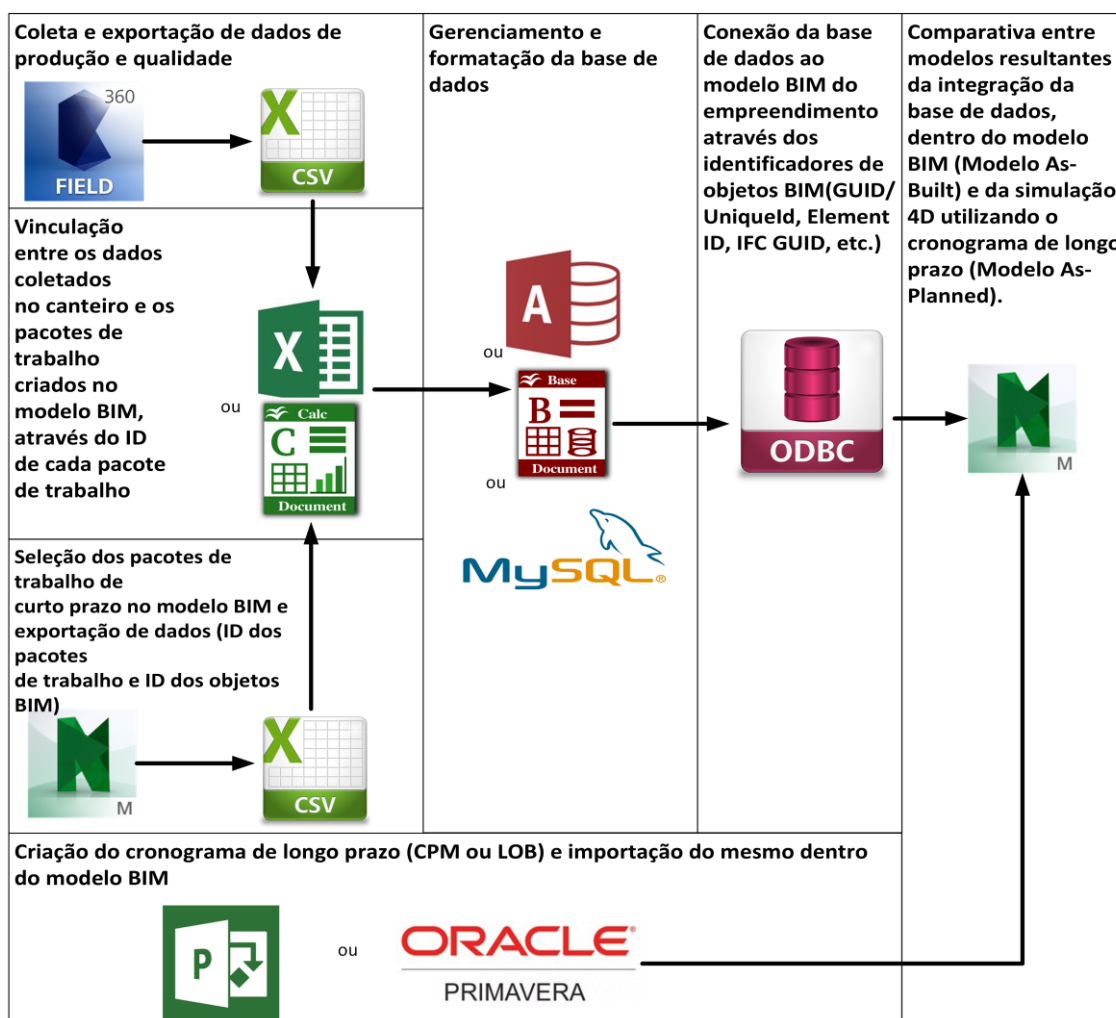 Coleta e exportação de dados de
produção e qualidade
360
FIELD
CSV
Vinculação
entre os dados
coletados
no canteiro e os
pacotes de
trabalho
criados no
modelo BIM,
através do ID
de cada pacote
de trabalho
X
ou
Calc
C
Document
Seleção dos pacotes de
trabalho de
curto prazo no modelo BIM e
exportação de dados (ID dos
pacotes
de trabalho e ID dos objetos
BIM)
M
X
CSV
Gerenciamento e
formatação da base de
dados
A
ou
Base
B
Document
ou
MySQL®
Conexão da base
de dados ao
modelo BIM do
empreendimento
através dos
identificadores de
objetos BIM(GUID/
UniqueId, Element
ID, IFC GUID, etc.)
ODBC
Comparativa entre
modelos resultantes
da integração da
base de dados,
dentro do modelo
BIM (Modelo As-
Built) e da simulação
4D utilizando o
cronograma de longo
prazo (Modelo As-
Planned).
M
Criação do cronograma de longo prazo (CPM ou LOB) e importação do mesmo dentro
do modelo BIM
P
ou
ORACLE®
PRIMAVERA